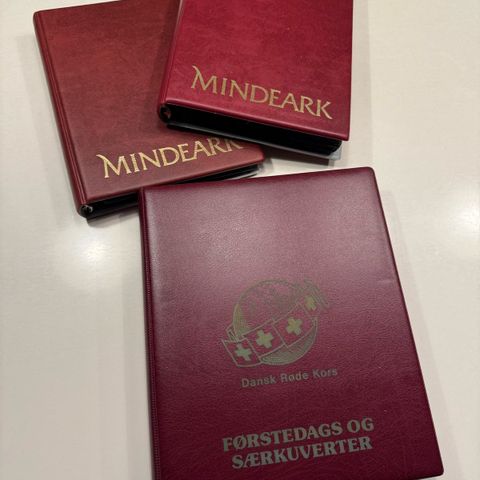 MINDEARK
MINDEARK
Dansk Røde Kors
FØRSTEDAGS OG
SÆRKUVERTER